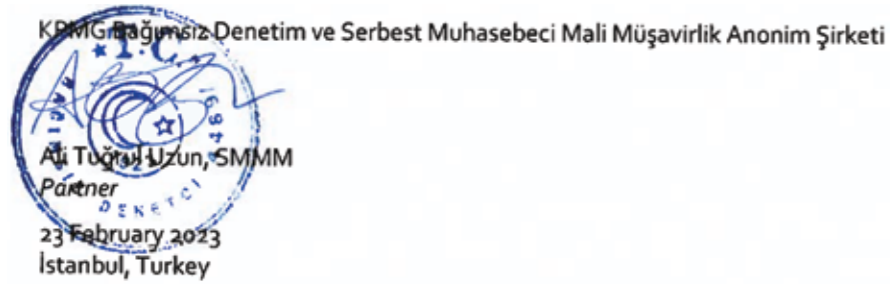 KPMG Bağımsız Denetim ve Serbest Muhasebeci Mali Müşavirlik Anonim Şirketi
T.C.
Ali Tuğrul Uzun, SMMM
Partner
DENETÇİ
23 February 2023
İstanbul, Turkey